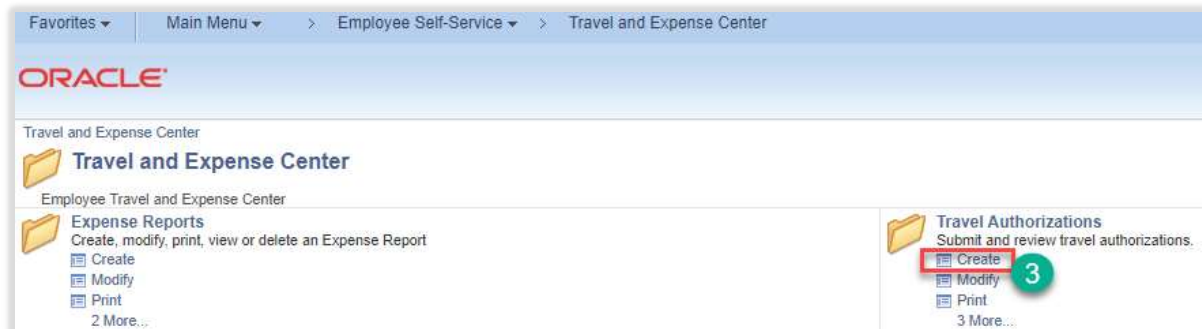 Favorites Main Menu > Employee Self-Service > Travel and Expense Center
ORACLE
Travel and Expense Center
Travel and Expense Center
Employee Travel and Expense Center
Expense Reports
Create, modify, print, view or delete an Expense Report
Create
Modify
Print
2 More...
Travel Authorizations
Submit and review travel authorizations.
Create
3
Modify
Print
3 More...